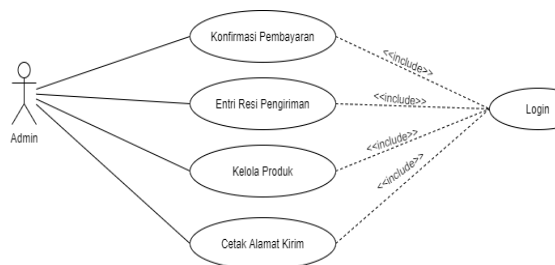 Konfirmasi Pembayaran
<<include>>
Entri Resi Pengiriman
<<include>>
Login
Admin
<<include>>
Kelola Produk
<<include>>
Cetak Alamat Kirim